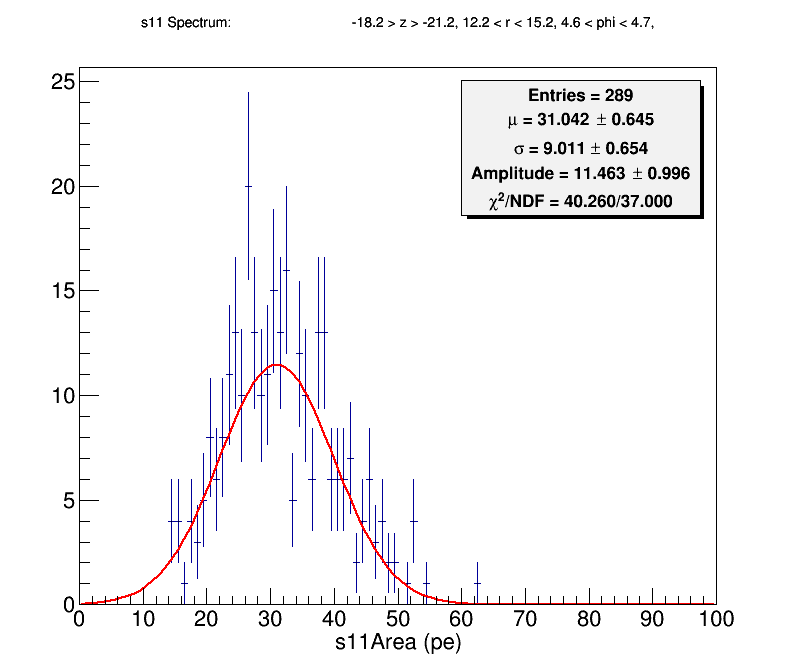 s11 Spectrum: -18.2 > z > -21.2, 12.2 < r < 15.2, 4.6 < phi < 4.7,
Entries = 289
μ = 31.042 ± 0.645
σ = 9.011 ± 0.654
Amplitude = 11.463 ± 0.996
χ²/NDF = 40.260/37.000
25
20
15
10
5
0
0 10 20 30 40 50 60 70 80 90 100
s11Area (pe)